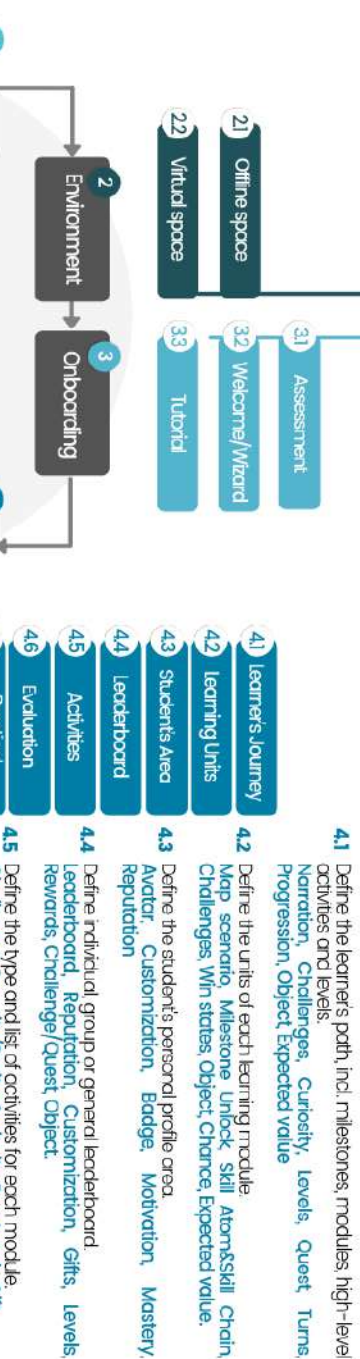 2.1 Offline space
2.2 Virtual space
3.1 Assessment
3.2 Welcome/Wizard
3.3 Tutorial
2 Environment
3 Onboarding
4.1 Learner's Journey
4.2 Learning Units
4.3 Student's Area
4.4 Leaderboard
4.5 Activities
4.6 Evaluation
4.1 Define the learner's path, incl. milestones, modules, high-level
activities and levels.
Narration, Challenges, Curiosity, Levels, Quest, Turns,
Progression, Object, Expected value
4.2 Define the units of each learning module.
Map scenario, Milestone Unlock, Skill Atom&Skill Chain,
Challenges, Win states, Object, Chance, Expected value.
4.3 Define the student's personal profile area.
Avatar, Customization, Badge, Motivation, Mastery,
Reputation
4.4 Define individual, group or general leaderboard.
Leaderboard, Reputation, Customization, Gifts, Levels,
Rewards, Challenge/Quest, Object.
4.5 Define the type and list of activities for each module.